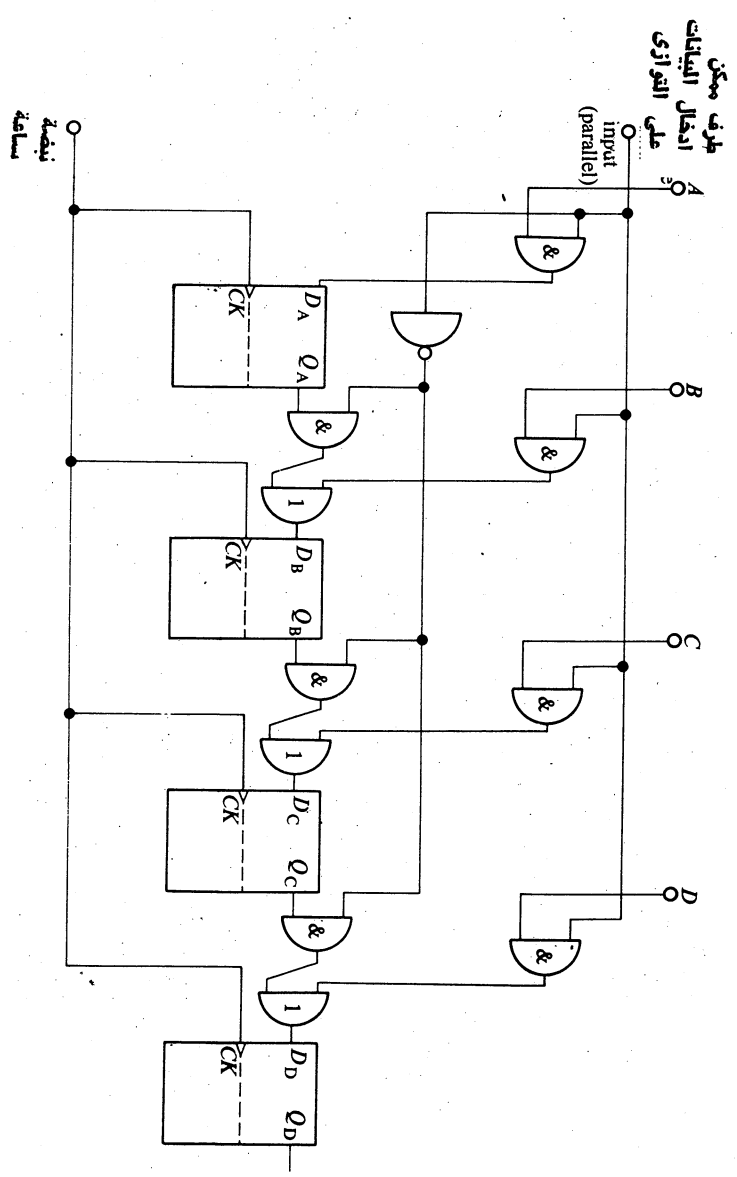 طرف ممكن
ادخال البيانات
على التوازى
input
(parallel)
A
B
C
D
&
&
&
&
D_A
Q_A
CK
&
1
D_B
Q_B
CK
&
1
D_C
Q_C
CK
&
1
D_D
Q_D
CK
نبضة
ساعة